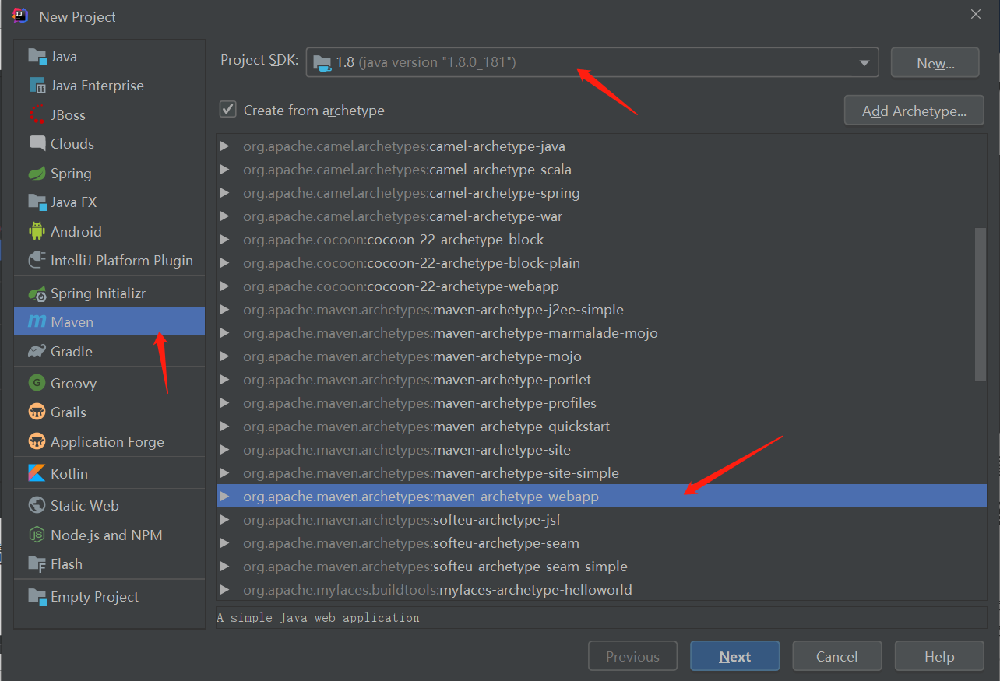 New Project
Java
Java Enterprise
JBoss
Clouds
Spring
Java FX
Android
IntelliJ Platform Plugin
Spring Initializr
Maven
Gradle
Groovy
Grails
Application Forge
Kotlin
Static Web
Node.js and NPM
Flash
Empty Project
Project SDK: 1.8 (java version "1.8.0_181") New...
Create from archetype Add Archetype...
org.apache.camel.archetypes:camel-archetype-java
org.apache.camel.archetypes:camel-archetype-scala
org.apache.camel.archetypes:camel-archetype-spring
org.apache.camel.archetypes:camel-archetype-war
org.apache.cocoon:cocoon-22-archetype-block
org.apache.cocoon:cocoon-22-archetype-block-plain
org.apache.cocoon:cocoon-22-archetype-webapp
org.apache.maven.archetypes:maven-archetype-j2ee-simple
org.apache.maven.archetypes:maven-archetype-marmalade-mojo
org.apache.maven.archetypes:maven-archetype-mojo
org.apache.maven.archetypes:maven-archetype-portlet
org.apache.maven.archetypes:maven-archetype-profiles
org.apache.maven.archetypes:maven-archetype-quickstart
org.apache.maven.archetypes:maven-archetype-site
org.apache.maven.archetypes:maven-archetype-site-simple
org.apache.maven.archetypes:maven-archetype-webapp
org.apache.maven.archetypes:softeu-archetype-jsf
org.apache.maven.archetypes:softeu-archetype-seam
org.apache.maven.archetypes:softeu-archetype-seam-simple
org.apache.myfaces.buildtools:myfaces-archetype-helloworld
A simple Java web application
Previous Next Cancel Help